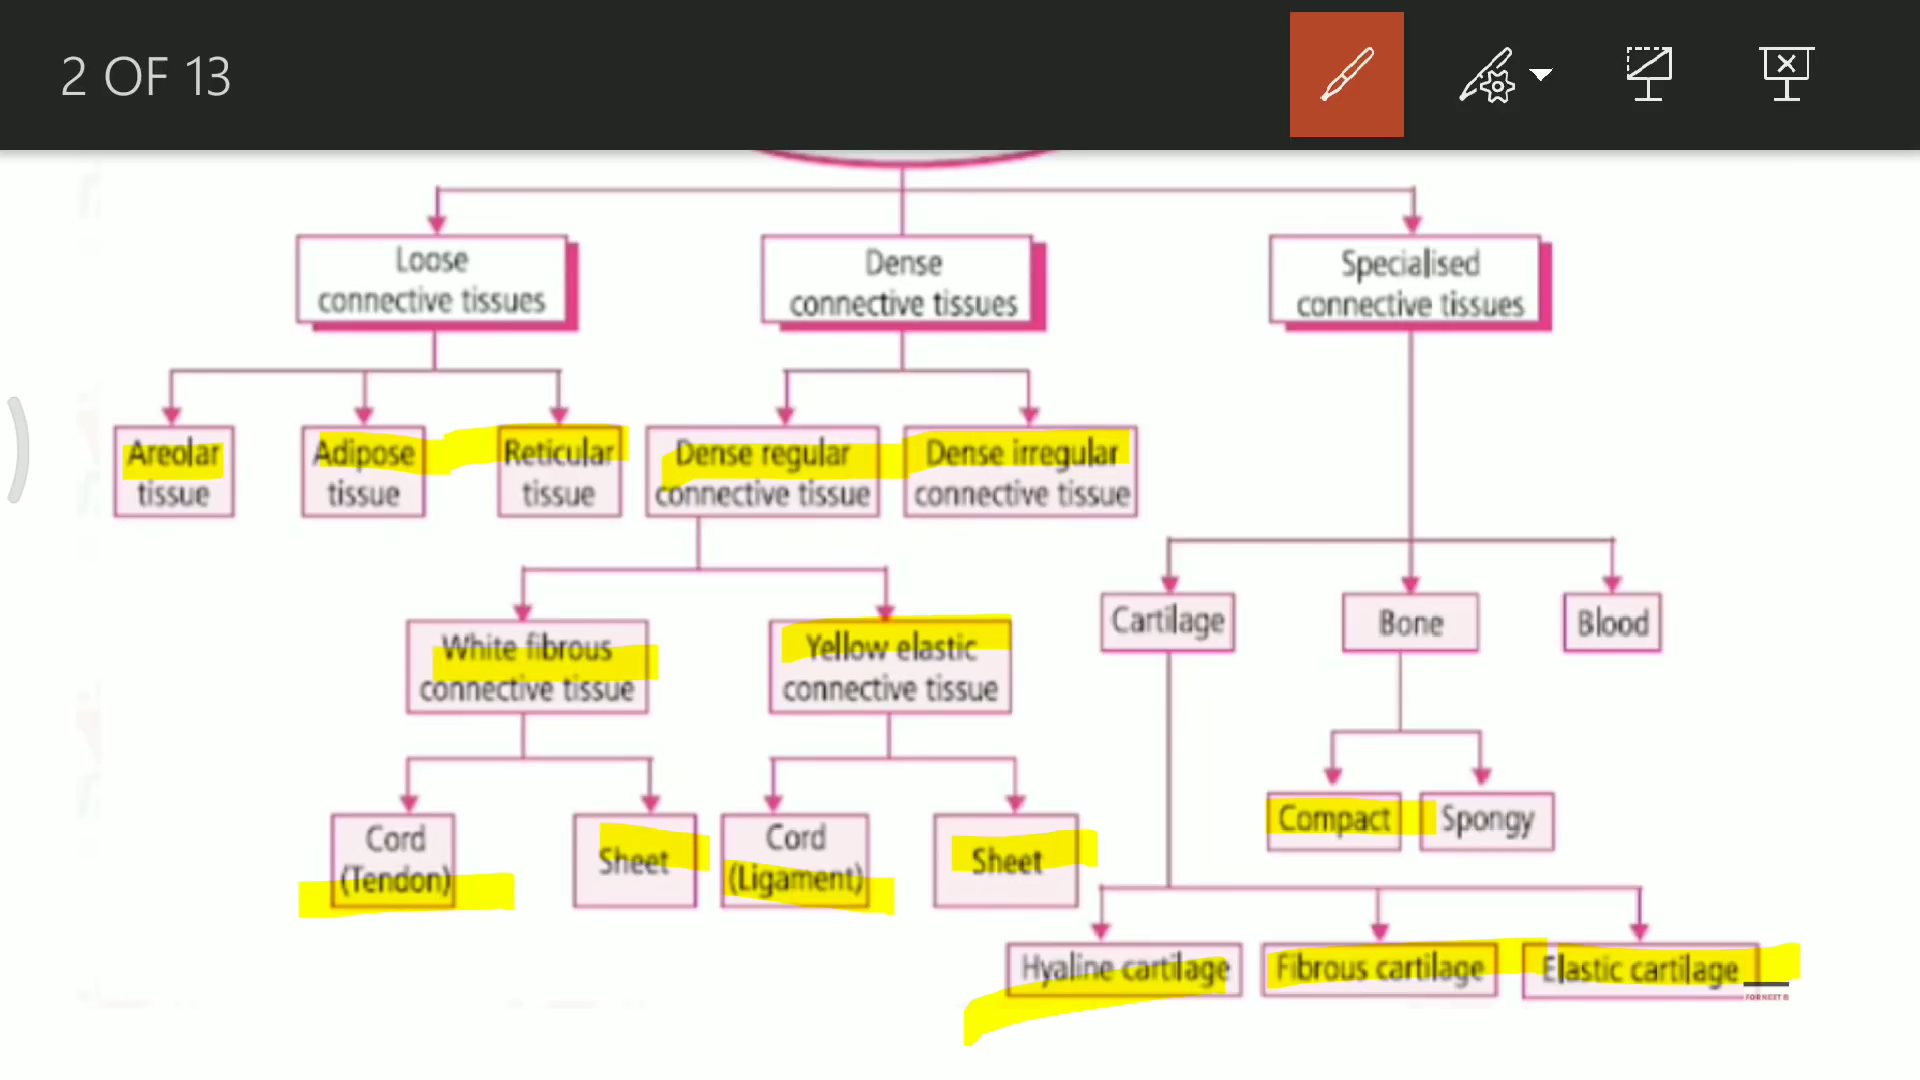 2 OF 13
Loose
connective tissues
Dense
connective tissues
Specialised
connective tissues
Areolar
tissue
Adipose
tissue
Reticular
tissue
Dense regular
connective tissue
Dense irregular
connective tissue
Cartilage
Bone
Blood
White fibrous
connective tissue
Yellow elastic
connective tissue
Compact
Spongy
Cord
(Tendon)
Sheet
Cord
(Ligament)
Sheet
Hyaline cartilage
Fibrous cartilage
Elastic cartilage